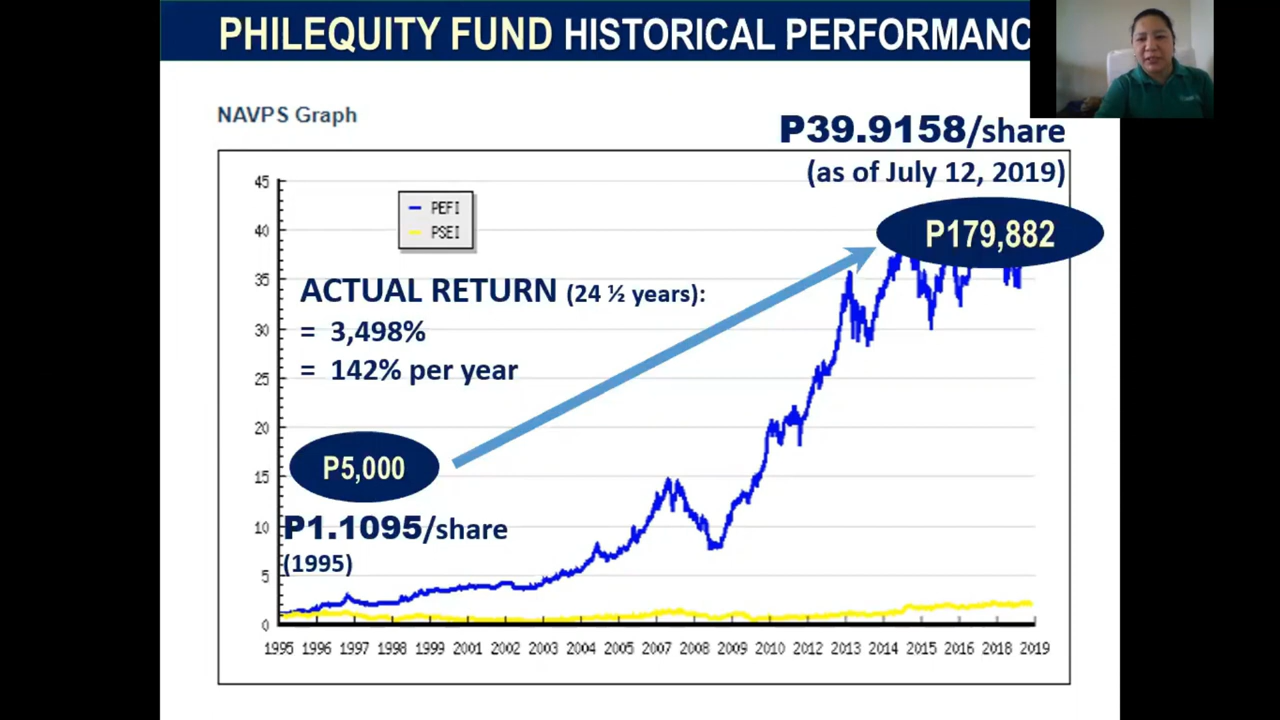 PHILEQUITY FUND HISTORICAL PERFORMANC
NAVPS Graph
P39.9158/share
(as of July 12, 2019)
45
40
35
30
25
20
15
10
5
0
PEFI
PSEI
P179,882
ACTUAL RETURN (24 ½ years):
= 3,498%
= 142% per year
P5,000
P1.1095/share
(1995)
1995 1996 1997 1998 1999 2001 2002 2003 2004 2005 2007 2008 2009 2010 2012 2013 2014 2015 2016 2018 2019